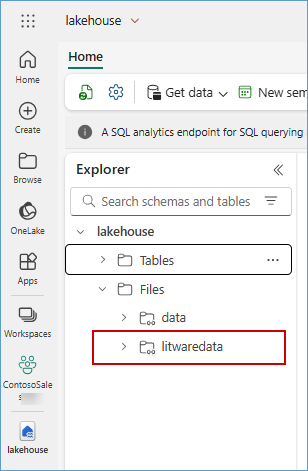 lakehouse
Home
Home
Create
Browse
OneLake
Apps
Workspaces
ContosoSale
s
lakehouse
Get data
New sem
A SQL analytics endpoint for SQL querying
Explorer
Search schemas and tables
lakehouse
Tables
Files
data
litwaredata